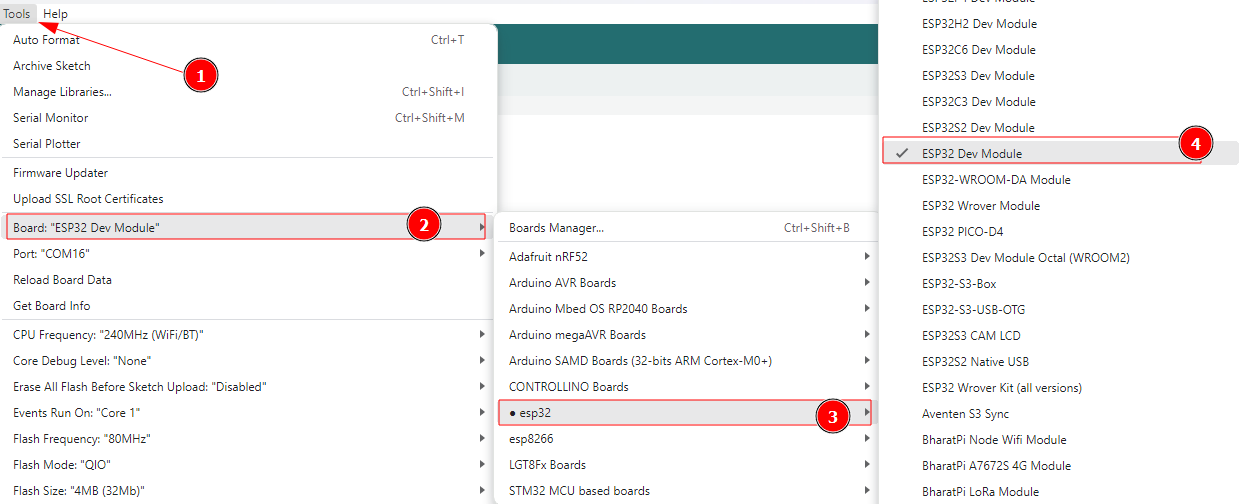 Tools Help
Auto Format Ctrl+T
1
Archive Sketch
Manage Libraries... Ctrl+Shift+I
Serial Monitor Ctrl+Shift+M
Serial Plotter
Firmware Updater
Upload SSL Root Certificates
Board: "ESP32 Dev Module"
2
Port: "COM16"
Reload Board Data
Get Board Info
CPU Frequency: "240MHz (WiFi/BT)"
Core Debug Level: "None"
Erase All Flash Before Sketch Upload: "Disabled"
Events Run On: "Core 1"
Flash Frequency: "80MHz"
Flash Mode: "QIO"
Flash Size: "4MB (32Mb)"
Boards Manager... Ctrl+Shift+B
Adafruit nRF52
Arduino AVR Boards
Arduino Mbed OS RP2040 Boards
Arduino megaAVR Boards
Arduino SAMD Boards (32-bits ARM Cortex-M0+)
CONTROLLINO Boards
● esp32
3
esp8266
LGT8Fx Boards
STM32 MCU based boards
ESP32P4 Dev Module
ESP32H2 Dev Module
ESP32C6 Dev Module
ESP32S3 Dev Module
ESP32C3 Dev Module
ESP32S2 Dev Module
✓ ESP32 Dev Module
4
ESP32-WROOM-DA Module
ESP32 Wrover Module
ESP32 PICO-D4
ESP32S3 Dev Module Octal (WROOM2)
ESP32-S3-Box
ESP32-S3-USB-OTG
ESP32S3 CAM LCD
ESP32S2 Native USB
ESP32 Wrover Kit (all versions)
Aventen S3 Sync
BharatPi Node Wifi Module
BharatPi A7672S 4G Module
BharatPi LoRa Module